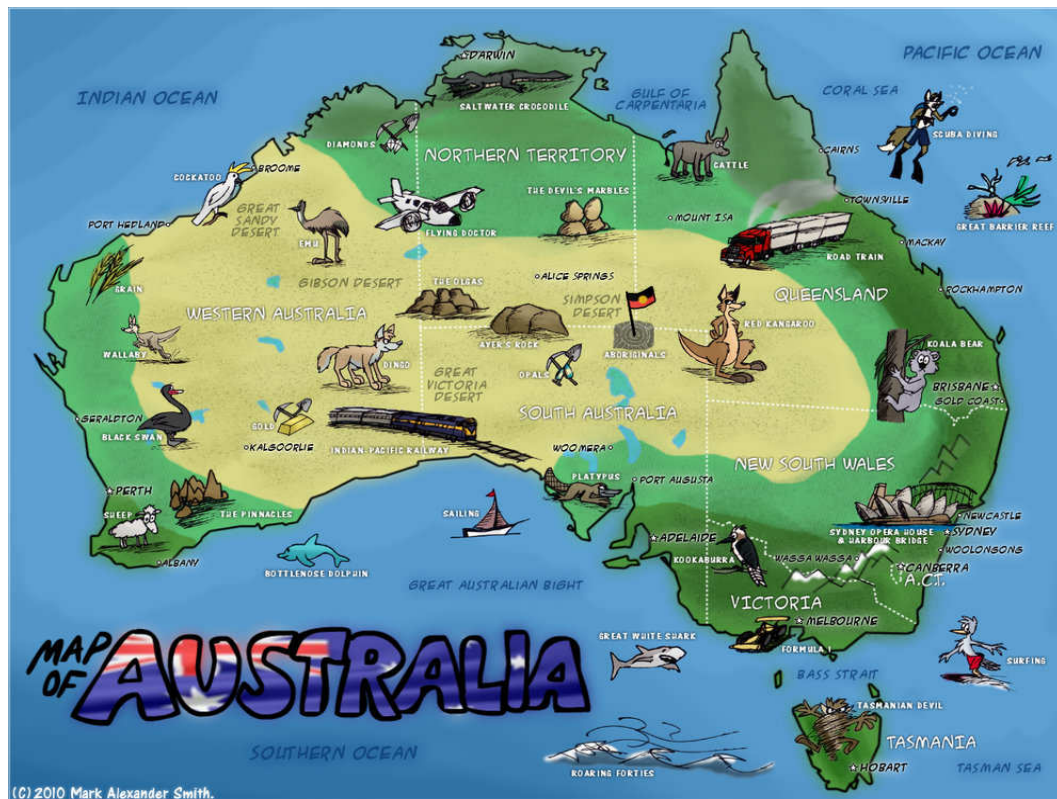 PACIFIC OCEAN
DARWIN
INDIAN OCEAN
SALTWATER CROCODILE
GULF OF
CARPENTARIA
CORAL SEA
SCUBA DIVING
DIAMONDS
NORTHERN TERRITORY
CATTLE
CAIRNS
COCKATOO
BROOME
THE DEVIL'S MARBLES
TOWNSVILLE
GREAT BARRIER REEF
PORT HEDLAND
GREAT
SANDY
DESERT
EMU
FLYING DOCTOR
MOUNT ISA
ROAD TRAIN
MACKAY
GRAIN
GIBSON DESERT
THE OLGAS
ALICE SPRINGS
SIMPSON
DESERT
QUEENSLAND
ROCKHAMPTON
WESTERN AUSTRALIA
RED KANGAROO
WALLABY
DINGO
AYER'S ROCK
ABORIGINALS
KOALA BEAR
GREAT
VICTORIA
DESERT
OPALS
BRISBANE
GOLD COAST
GERALDTON
BLACK SWAN
GOLD
SOUTH AUSTRALIA
KALGOORLIE
INDIAN-PACIFIC RAILWAY
WOOMERA
NEW SOUTH WALES
PLATYPUS
PORT AUGUSTA
PERTH
SHEEP
THE PINNACLES
SAILING
NEWCASTLE
SYDNEY OPERA HOUSE
& HARBOUR BRIDGE
SYDNEY
ADELAIDE
KOOKABURRA
WAGGA WAGGA
WOOLONGONG
ALBANY
BOTTLENOSE DOLPHIN
CANBERRA
A.C.T.
GREAT AUSTRALIAN BIGHT
VICTORIA
MELBOURNE
FORMULA 1
GREAT WHITE SHARK
SURFING
MAP
OF
AUSTRALIA
BASS STRAIT
TASMANIAN DEVIL
TASMANIA
SOUTHERN OCEAN
ROARING FORTIES
HOBART
TASMAN SEA
(C) 2010 Mark Alexander Smith.